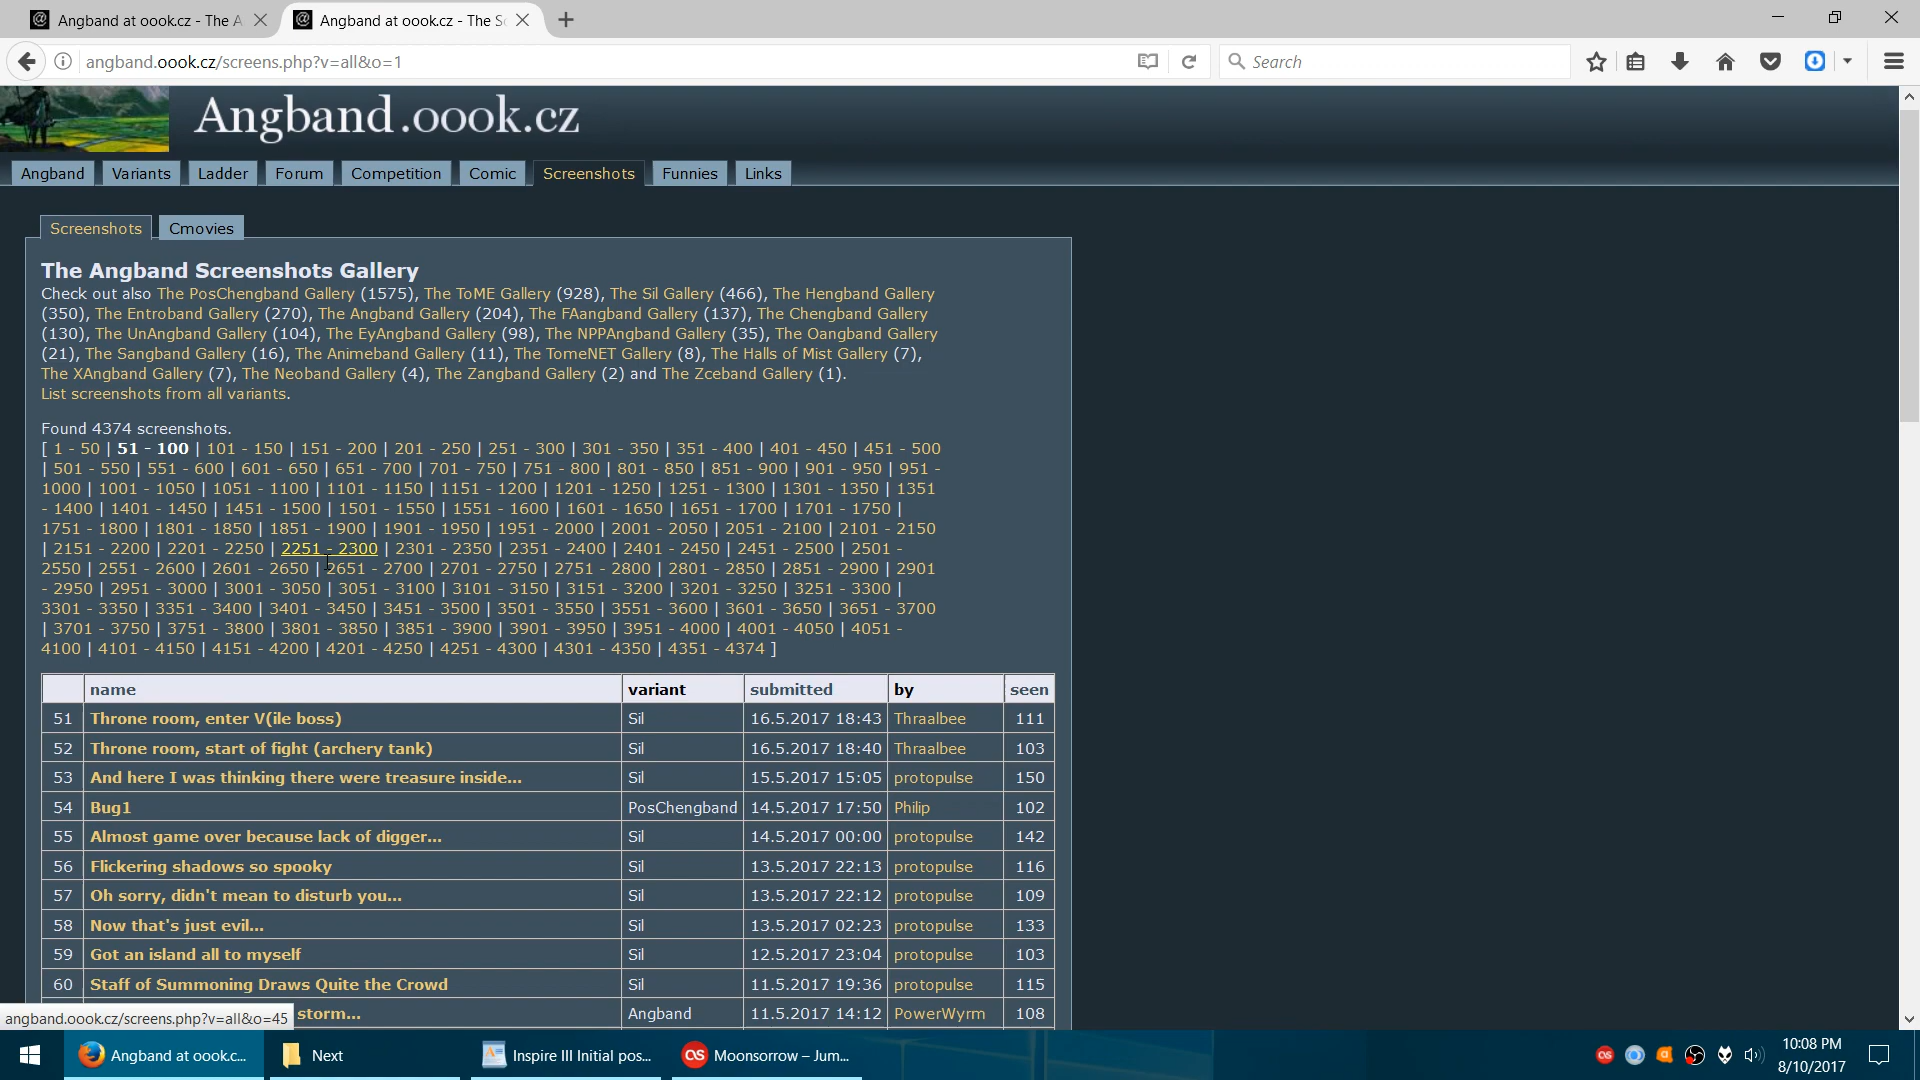 Angband at oook.cz - The A
Angband at oook.cz - The Sc
angband.oook.cz/screens.php?v=all&o=1
Search
Angband.oook.cz
Angband
Variants
Ladder
Forum
Competition
Comic
Screenshots
Funnies
Links
Screenshots
Cmovies
The Angband Screenshots Gallery
Check out also The PosChengband Gallery (1575), The ToME Gallery (928), The Sil Gallery (466), The Hengband Gallery
(350), The Entroband Gallery (270), The Angband Gallery (204), The FAangband Gallery (137), The Chengband Gallery
(130), The UnAngband Gallery (104), The EyAngband Gallery (98), The NPPAngband Gallery (35), The Oangband Gallery
(21), The Sangband Gallery (16), The Animeband Gallery (11), The TomeNET Gallery (8), The Halls of Mist Gallery (7),
The XAngband Gallery (7), The Neoband Gallery (4), The Zangband Gallery (2) and The Zceband Gallery (1).
List screenshots from all variants.
Found 4374 screenshots.
[ 1 - 50 | 51 - 100 | 101 - 150 | 151 - 200 | 201 - 250 | 251 - 300 | 301 - 350 | 351 - 400 | 401 - 450 | 451 - 500
| 501 - 550 | 551 - 600 | 601 - 650 | 651 - 700 | 701 - 750 | 751 - 800 | 801 - 850 | 851 - 900 | 901 - 950 | 951 -
1000 | 1001 - 1050 | 1051 - 1100 | 1101 - 1150 | 1151 - 1200 | 1201 - 1250 | 1251 - 1300 | 1301 - 1350 | 1351
- 1400 | 1401 - 1450 | 1451 - 1500 | 1501 - 1550 | 1551 - 1600 | 1601 - 1650 | 1651 - 1700 | 1701 - 1750 |
1751 - 1800 | 1801 - 1850 | 1851 - 1900 | 1901 - 1950 | 1951 - 2000 | 2001 - 2050 | 2051 - 2100 | 2101 - 2150
| 2151 - 2200 | 2201 - 2250 | 2251 - 2300 | 2301 - 2350 | 2351 - 2400 | 2401 - 2450 | 2451 - 2500 | 2501 -
2550 | 2551 - 2600 | 2601 - 2650 | 2651 - 2700 | 2701 - 2750 | 2751 - 2800 | 2801 - 2850 | 2851 - 2900 | 2901
- 2950 | 2951 - 3000 | 3001 - 3050 | 3051 - 3100 | 3101 - 3150 | 3151 - 3200 | 3201 - 3250 | 3251 - 3300 |
3301 - 3350 | 3351 - 3400 | 3401 - 3450 | 3451 - 3500 | 3501 - 3550 | 3551 - 3600 | 3601 - 3650 | 3651 - 3700
| 3701 - 3750 | 3751 - 3800 | 3801 - 3850 | 3851 - 3900 | 3901 - 3950 | 3951 - 4000 | 4001 - 4050 | 4051 -
4100 | 4101 - 4150 | 4151 - 4200 | 4201 - 4250 | 4251 - 4300 | 4301 - 4350 | 4351 - 4374 ]
name variant submitted by seen
51 Throne room, enter V(ile boss) Sil 16.5.2017 18:43 Thraalbee 111
52 Throne room, start of fight (archery tank) Sil 16.5.2017 18:40 Thraalbee 103
53 And here I was thinking there were treasure inside... Sil 15.5.2017 15:05 protopulse 150
54 Bug1 PosChengband 14.5.2017 17:50 Philip 102
55 Almost game over because lack of digger... Sil 14.5.2017 00:00 protopulse 142
56 Flickering shadows so spooky Sil 13.5.2017 22:13 protopulse 116
57 Oh sorry, didn't mean to disturb you... Sil 13.5.2017 22:12 protopulse 109
58 Now that's just evil... Sil 13.5.2017 02:23 protopulse 133
59 Got an island all to myself Sil 12.5.2017 23:04 protopulse 103
60 Staff of Summoning Draws Quite the Crowd Sil 11.5.2017 19:36 protopulse 115
storm... Angband 11.5.2017 14:12 PowerWyrm 108
angband.oook.cz/screens.php?v=all&o=45
Angband at oook.c...
Next
Inspire III Initial pos...
Moonsorrow – Jum...
10:08 PM
8/10/2017